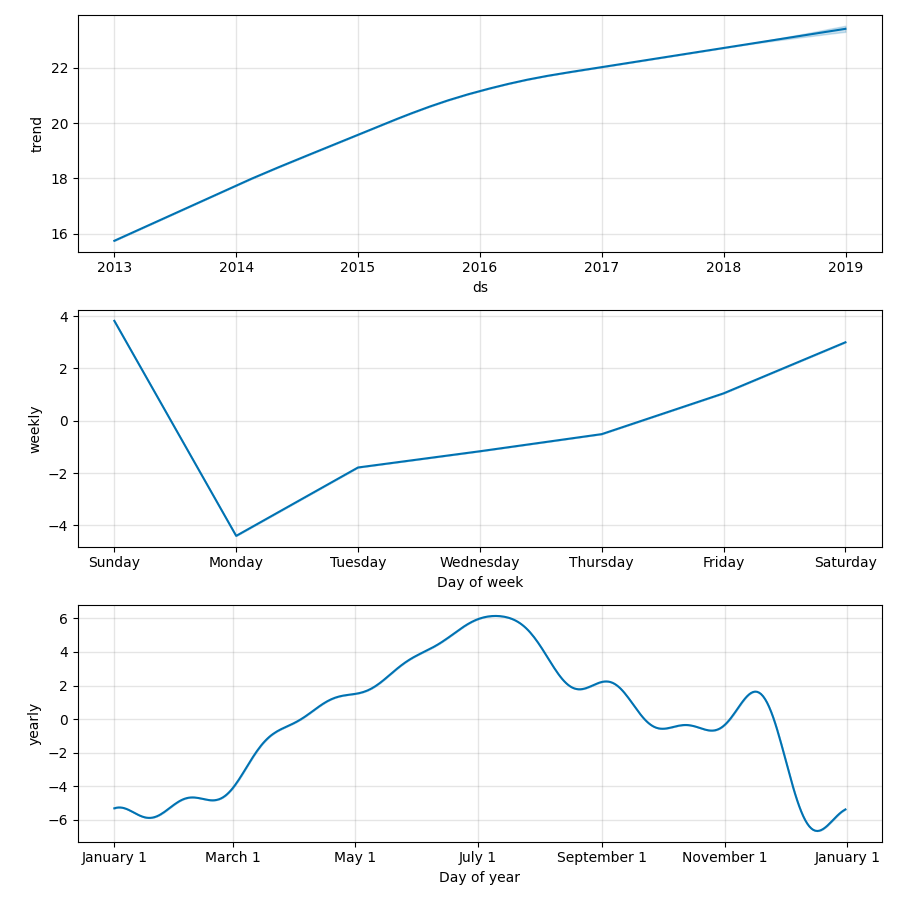 trend
22
20
18
16
2013 2014 2015 2016 2017 2018 2019
ds
weekly
4
2
0
−2
−4
Sunday Monday Tuesday Wednesday Thursday Friday Saturday
Day of week
yearly
6
4
2
0
−2
−4
−6
January 1 March 1 May 1 July 1 September 1 November 1 January 1
Day of year